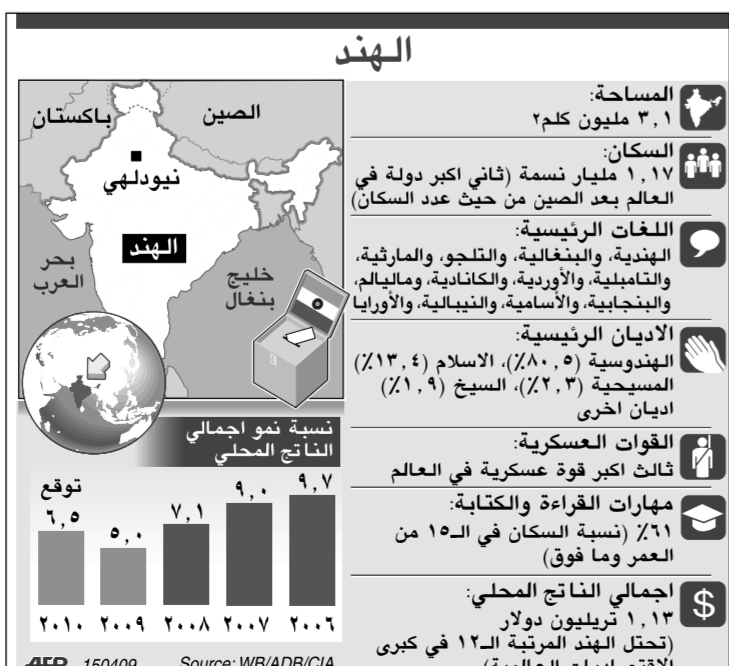 الهند
المساحة:
٣,١ مليون كلم٢
السكان:
١,١٧ مليار نسمة (ثاني اكبر دولة في
العالم بعد الصين من حيث عدد السكان)
اللغات الرئيسية:
الهندية، والبنغالية، والتلجو، والمارثية،
والتاميلية، والأوردية، والكانادية، وماليالم،
والبنجابية، والأسامية، والنيبالية، والأورايا
الاديان الرئيسية:
الهندوسية (٨٠,٥٪)، الاسلام (١٣,٤٪)
المسيحية (٢,٣٪)، السيخ (١,٩٪)
اديان اخرى
القوات العسكرية:
ثالث اكبر قوة عسكرية في العالم
مهارات القراءة والكتابة:
٦١٪ (نسبة السكان في الـ١٥ من
العمر وما فوق)
اجمالي الناتج المحلي:
١,١٣ تريليون دولار
(تحتل الهند المرتبة الـ١٢ في كبرى
الصين
باكستان
نيودلهي
الهند
بحر
العرب
خليج
بنغال
نسبة نمو اجمالي
الناتج المحلي
٩,٧
٩,٠
٧,١
٥,٠
توقع
٦,٥
٢٠٠٦ ٢٠٠٧ ٢٠٠٨ ٢٠٠٩ ٢٠١٠
AFP 150409 Source: WB/ADB/CIA